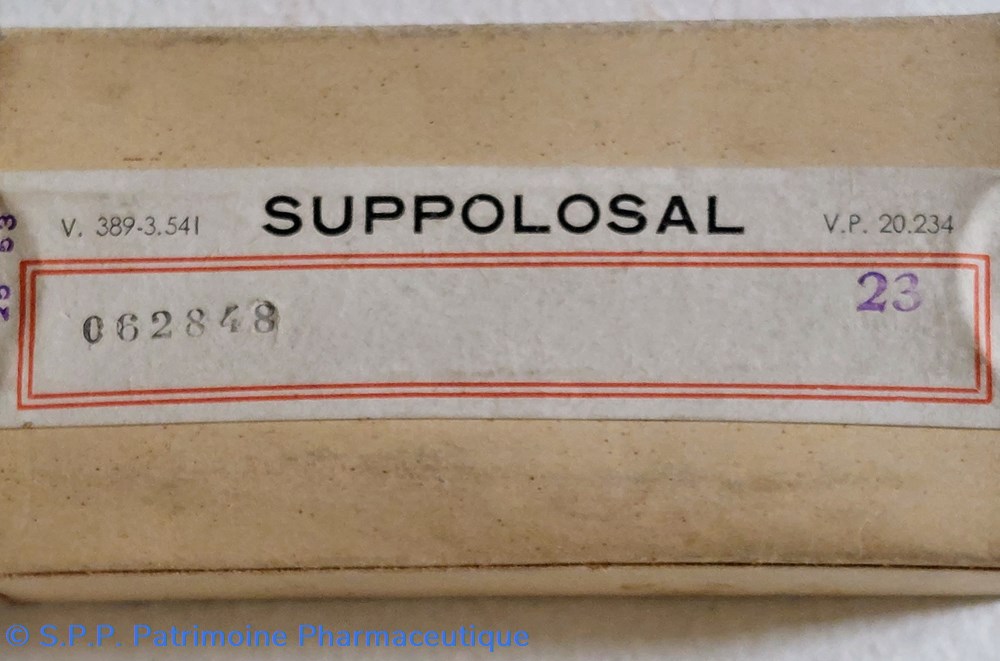 V. 389-3.541 SUPPOLOSAL V.P. 20.234
23
062848
© S.P.P. Patrimoine Pharmaceutique